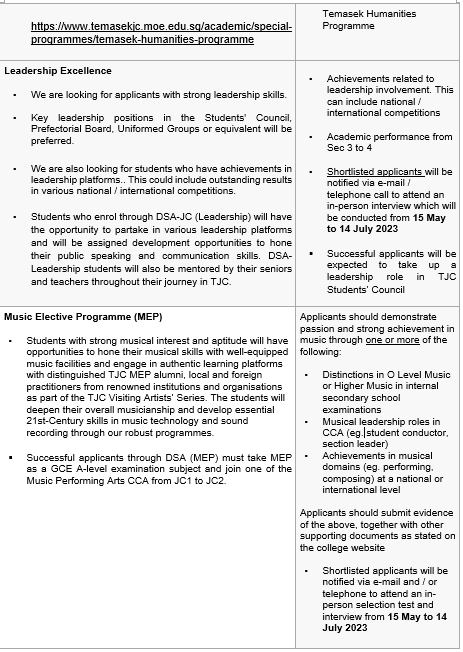 https://www.temasekjc.moe.edu.sg/academic/special-
programmes/temasek-humanities-programme
Temasek Humanities
Programme
Leadership Excellence
• We are looking for applicants with strong leadership skills.
• Key leadership positions in the Students' Council,
Prefectorial Board, Uniformed Groups or equivalent will be
preferred.
• We are also looking for students who have achievements in
leadership platforms.. This could include outstanding results
in various national / international competitions.
• Students who enrol through DSA-JC (Leadership) will have
the opportunity to partake in various leadership platforms
and will be assigned development opportunities to hone
their public speaking and communication skills. DSA-
Leadership students will also be mentored by their seniors
and teachers throughout their journey in TJC.
• Achievements related to
leadership involvement. This
can include national /
international competitions
• Academic performance from
Sec 3 to 4
• Shortlisted applicants will be
notified via e-mail /
telephone call to attend an
in-person interview which will
be conducted from 15 May
to 14 July 2023
▪ Successful applicants will be
expected to take up a
leadership role in TJC
Students' Council
Music Elective Programme (MEP)
• Students with strong musical interest and aptitude will have
opportunities to hone their musical skills with well-equipped
music facilities and engage in authentic learning platforms
with distinguished TJC MEP alumni, local and foreign
practitioners from renowned institutions and organisations
as part of the TJC Visiting Artists' Series. The students will
deepen their overall musicianship and develop essential
21st-Century skills in music technology and sound
recording through our robust programmes.
▪ Successful applicants through DSA (MEP) must take MEP
as a GCE A-level examination subject and join one of the
Music Performing Arts CCA from JC1 to JC2.
Applicants should demonstrate
passion and strong achievement in
music through one or more of the
following:
• Distinctions in O Level Music
or Higher Music in internal
secondary school
examinations
• Musical leadership roles in
CCA (eg. student conductor,
section leader)
• Achievements in musical
domains (eg. performing,
composing) at a national or
international level
Applicants should submit evidence
of the above, together with other
supporting documents as stated on
the college website
• Shortlisted applicants will be
notified via e-mail and / or
telephone to attend an in-
person selection test and
interview from 15 May to 14
July 2023